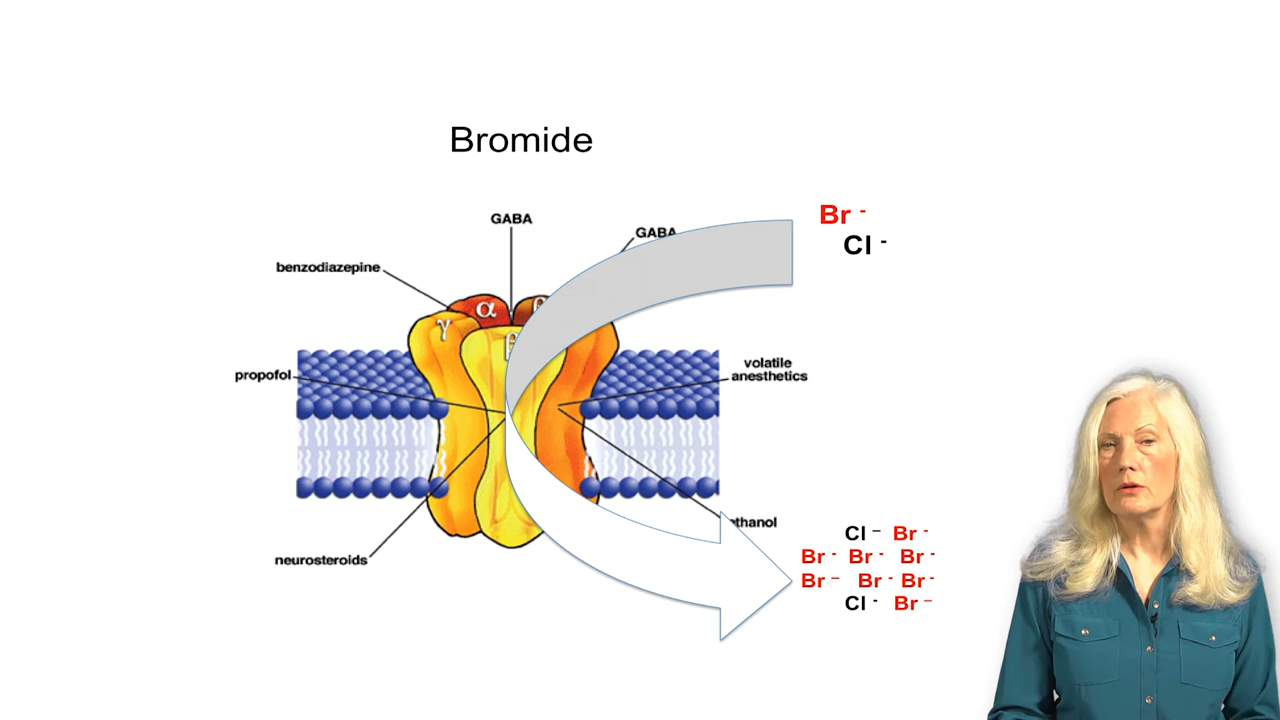 Bromide
GABA
GABA
Br -
Cl -
benzodiazepine
α
β
γ
β
propofol
volatile
anesthetics
ethanol
neurosteroids
Cl – Br -
Br - Br - Br -
Br – Br - Br -
Cl - Br –